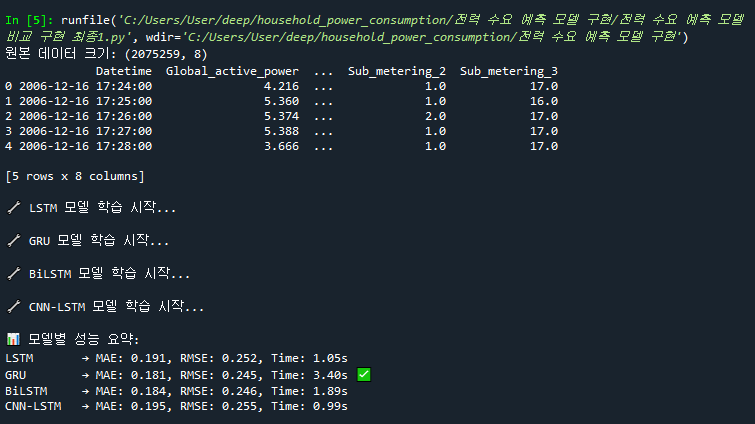 In [5]: runfile('C:/Users/User/deep/household_power_consumption/전력 수요 예측 모델 구현/전력 수요 예측 모델
비교 구현 최종1.py', wdir='C:/Users/User/deep/household_power_consumption/전력 수요 예측 모델 구현')
원본 데이터 크기: (2075259, 8)
Datetime Global_active_power ... Sub_metering_2 Sub_metering_3
0 2006-12-16 17:24:00 4.216 ... 1.0 17.0
1 2006-12-16 17:25:00 5.360 ... 1.0 16.0
2 2006-12-16 17:26:00 5.374 ... 2.0 17.0
3 2006-12-16 17:27:00 5.388 ... 1.0 17.0
4 2006-12-16 17:28:00 3.666 ... 1.0 17.0
[5 rows x 8 columns]
🔧 LSTM 모델 학습 시작...
🔧 GRU 모델 학습 시작...
🔧 BiLSTM 모델 학습 시작...
🔧 CNN-LSTM 모델 학습 시작...
📊 모델별 성능 요약:
LSTM → MAE: 0.191, RMSE: 0.252, Time: 1.05s
GRU → MAE: 0.181, RMSE: 0.245, Time: 3.40s ✅
BiLSTM → MAE: 0.184, RMSE: 0.246, Time: 1.89s
CNN-LSTM → MAE: 0.195, RMSE: 0.255, Time: 0.99s